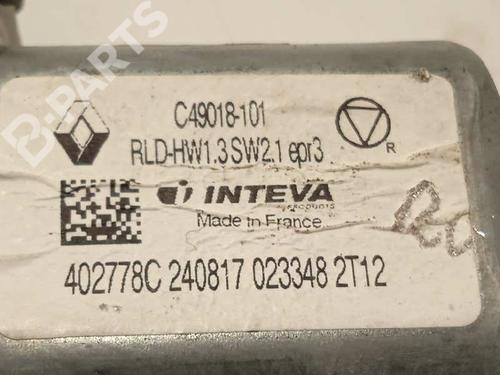 B-PARTS
C49018-101
RLD-HW1.3 SW2.1 epr3
R
INTEVA
PRODUCTS
Made in France
402778C 240817 023348 2T12